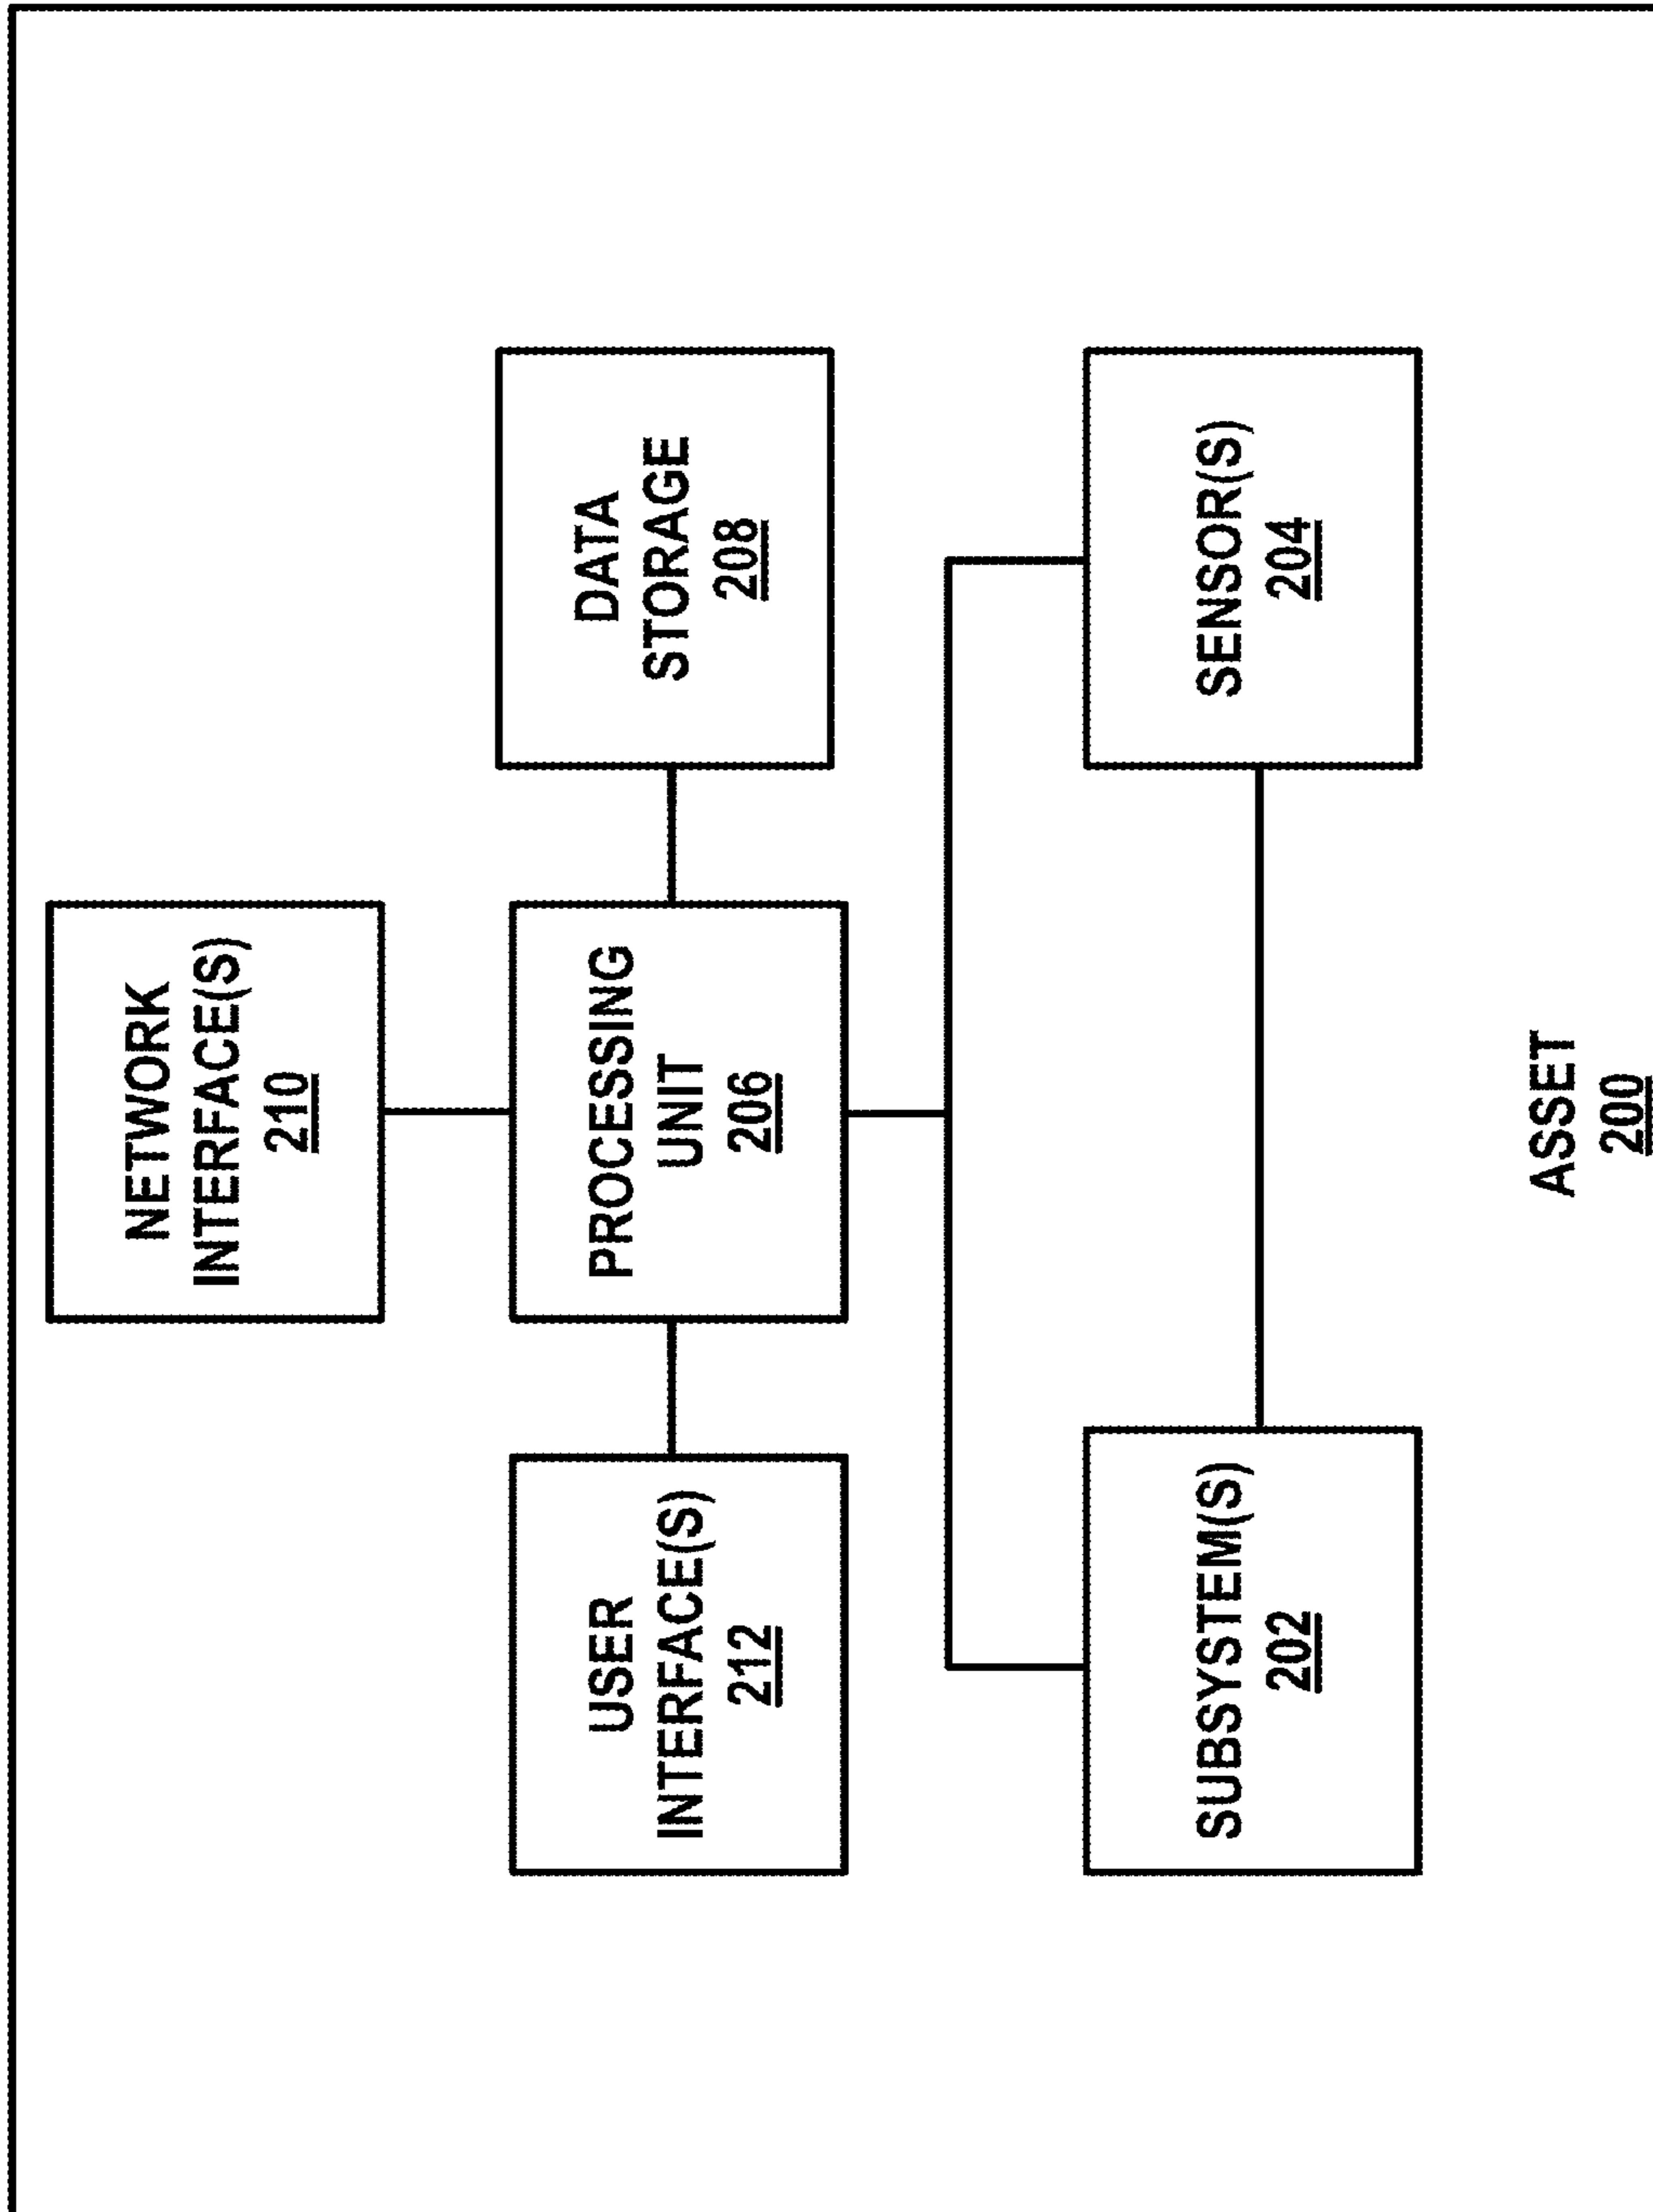 NETWORK
INTERFACE(S)
210
USER
INTERFACE(S)
212
PROCESSING
UNIT
206
DATA
STORAGE
208
SUBSYSTEM(S)
202
SENSOR(S)
204
ASSET
200